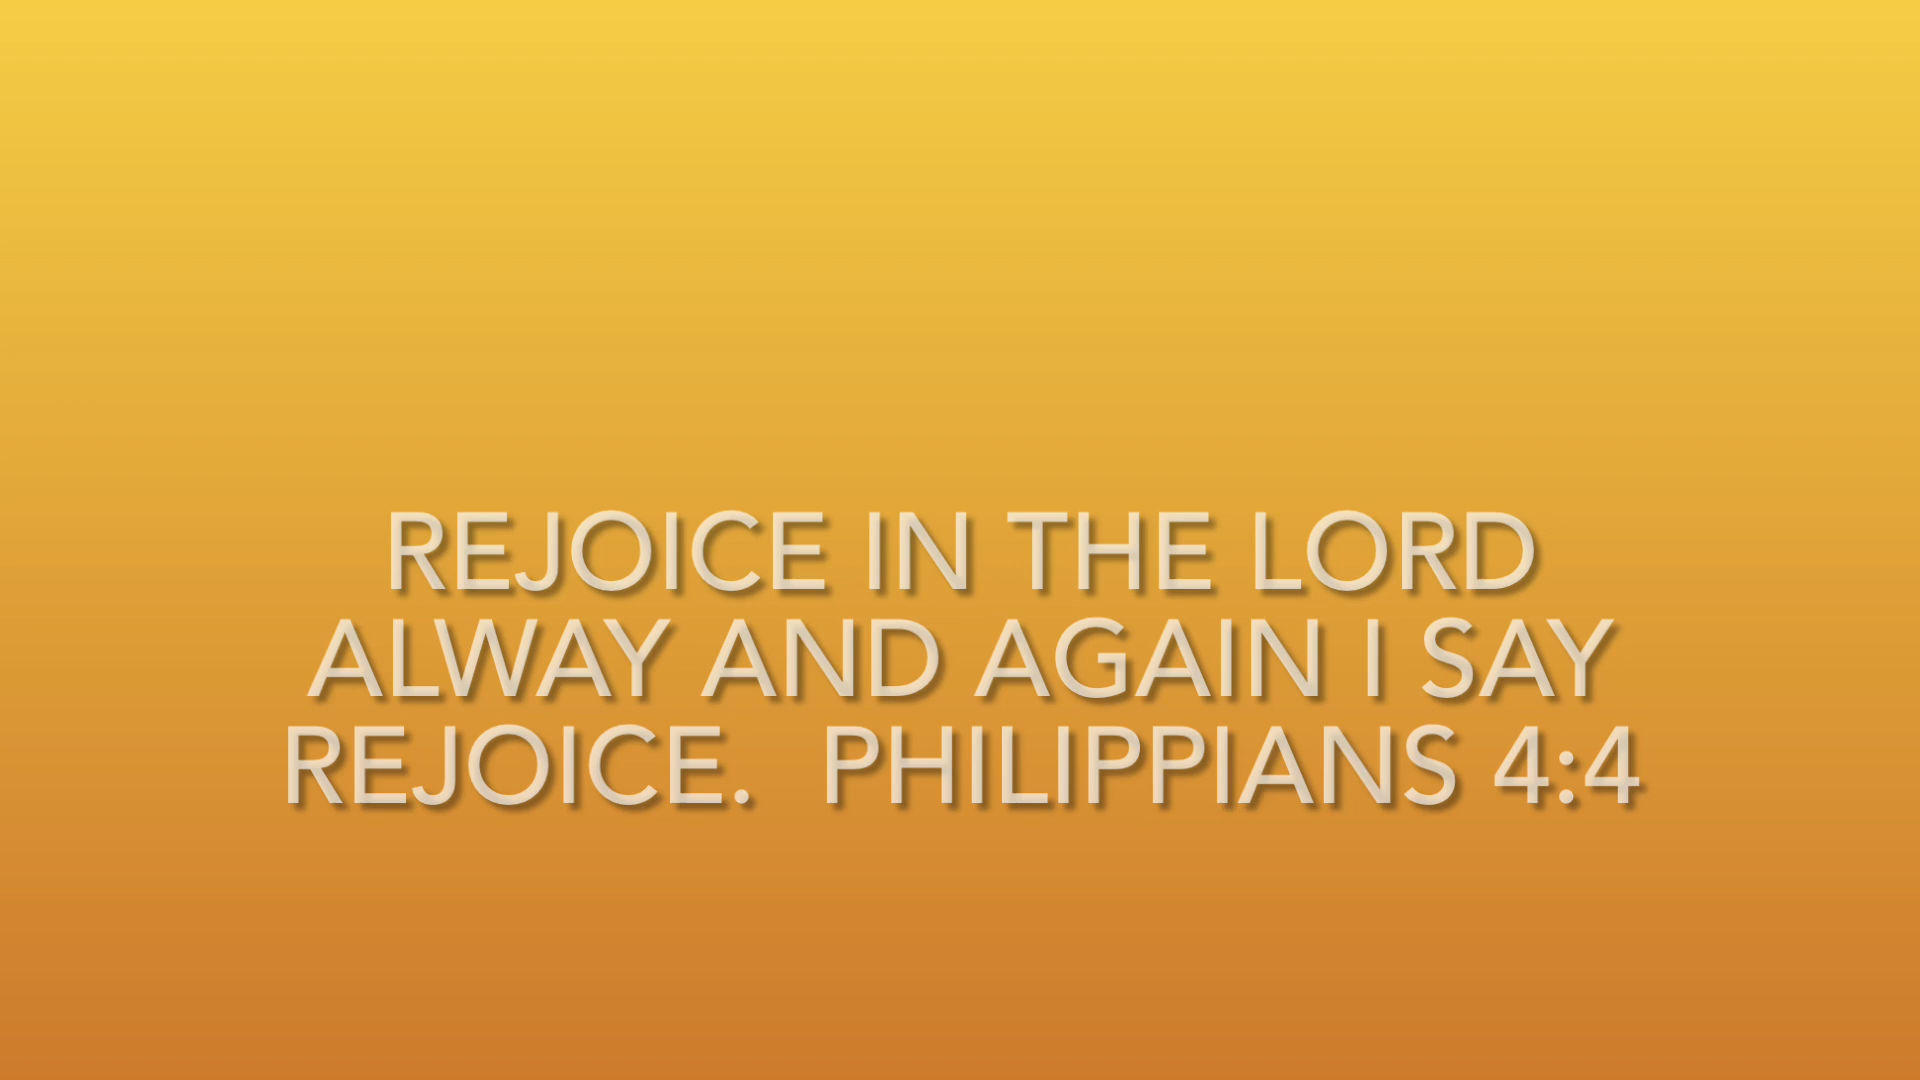 REJOICE IN THE LORD
ALWAY AND AGAIN I SAY
REJOICE.  PHILIPPIANS 4:4